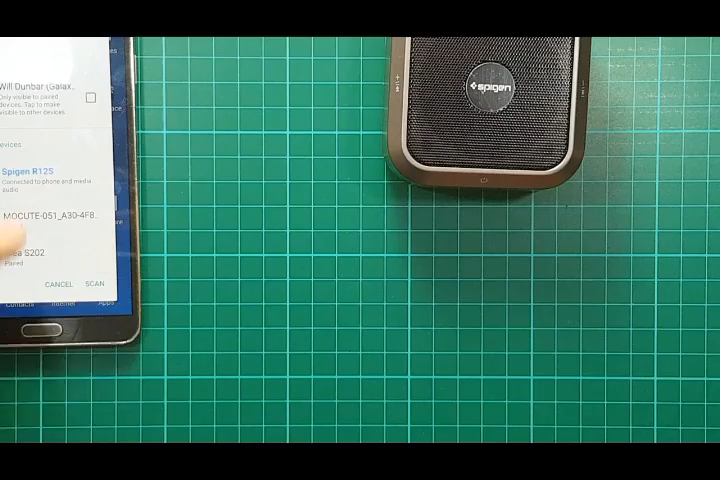 Will Dunbar (Galax..
Only visible to paired
devices. Tap to make
visible to other devices.
evices
Spigen R12S
Connected to phone and media
audio
MOCUTE-051_A30-4F8..
S202
Paired
CANCEL SCAN
Contacts Internet Apps
spigen